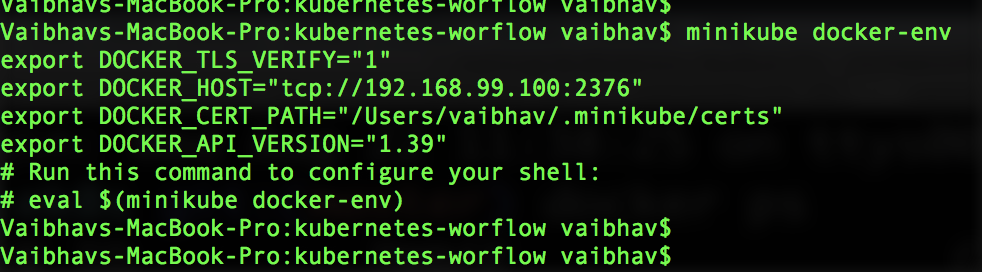 Vaibhavs-MacBook-Pro:kubernetes-worflow vaibhav$
Vaibhavs-MacBook-Pro:kubernetes-worflow vaibhav$ minikube docker-env
export DOCKER_TLS_VERIFY="1"
export DOCKER_HOST="tcp://192.168.99.100:2376"
export DOCKER_CERT_PATH="/Users/vaibhav/.minikube/certs"
export DOCKER_API_VERSION="1.39"
# Run this command to configure your shell:
# eval $(minikube docker-env)
Vaibhavs-MacBook-Pro:kubernetes-worflow vaibhav$
Vaibhavs-MacBook-Pro:kubernetes-worflow vaibhav$